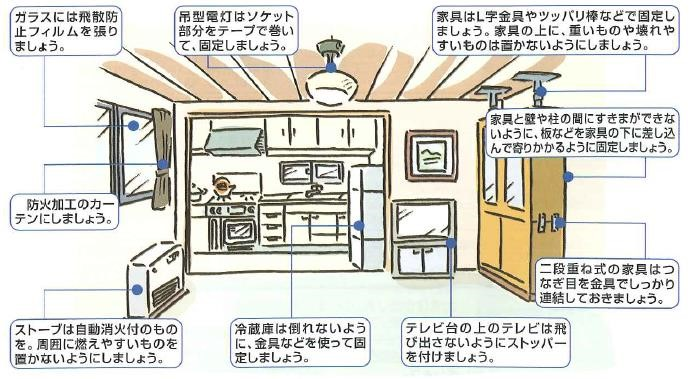 ガラスには飛散防
止フィルムを張り
ましょう。
吊型電灯はソケット
部分をテープで巻い
て、固定しましょう。
家具はL字金具やツッパリ棒などで固定し
ましょう。家具の上に、重いものや壊れや
すいものは置かないようにしましょう。
家具と壁や柱の間にすきまができな
いように、板などを家具の下に差し込
んで寄りかかるように固定しましょう。
防火加工のカー
テンにしましょう。
二段重ね式の家具はつ
なぎ目を金具でしっかり
連結しておきましょう。
ストーブは自動消火付のもの
を。周囲に燃えやすいものを
置かないようにしましょう。
冷蔵庫は倒れないよう
に、金具などを使って固
定しましょう。
テレビ台の上のテレビは飛
び出さないようにストッパー
を付けましょう。